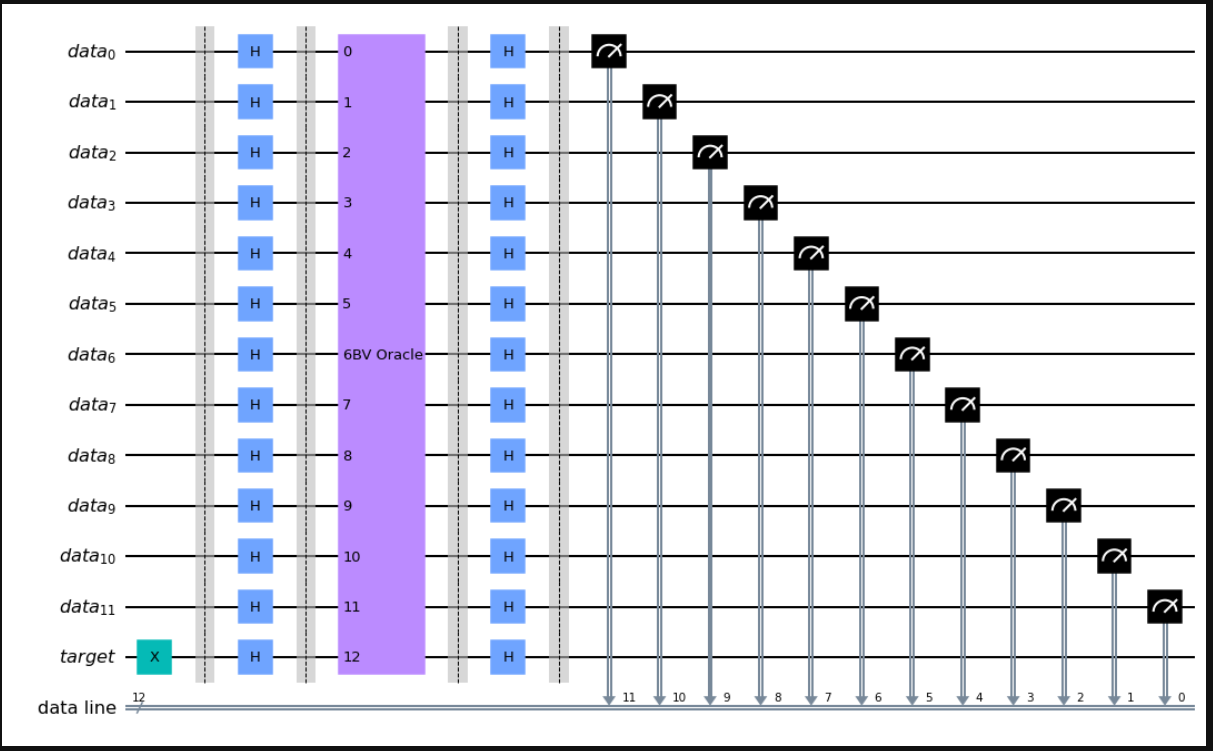 data0 H 0 H
data1 H 1 H
data2 H 2 H
data3 H 3 H
data4 H 4 H
data5 H 5 H
data6 H 6BV Oracle H
data7 H 7 H
data8 H 8 H
data9 H 9 H
data10 H 10 H
data11 H 11 H
target X H 12 H
data line 12 11 10 9 8 7 6 5 4 3 2 1 0